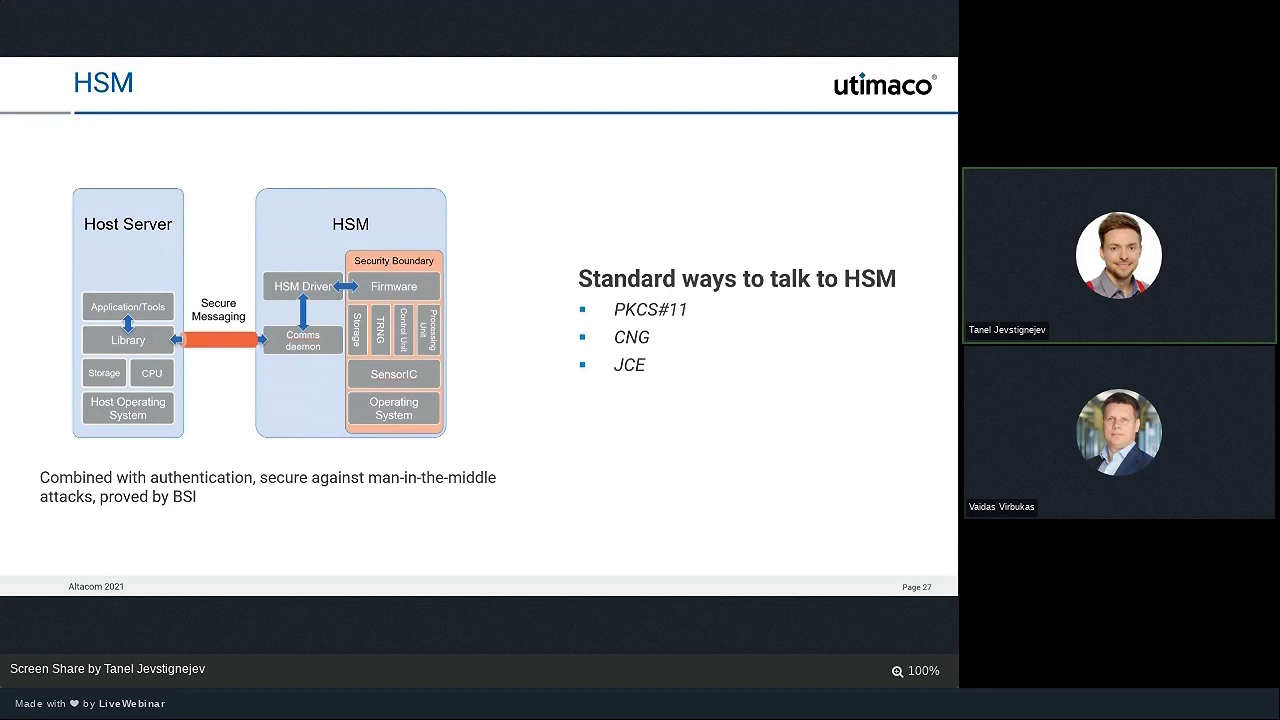 HSM
utimaco®
Host Server
HSM
Security Boundary
HSM Driver
Firmware
Application/Tools
Secure
Messaging
Storage
TRNG
Control Unit
Processing
Unit
Library
Comms
daemon
Storage
CPU
SensorIC
Host Operating
System
Operating
System
Standard ways to talk to HSM
PKCS#11
CNG
JCE
Combined with authentication, secure against man-in-the-middle
attacks, proved by BSI
Altacom 2021
Page 27
Tanel Jevstignejev
Vaidas Virbukas
Screen Share by Tanel Jevstignejev
100%
Made with ❤ by LiveWebinar